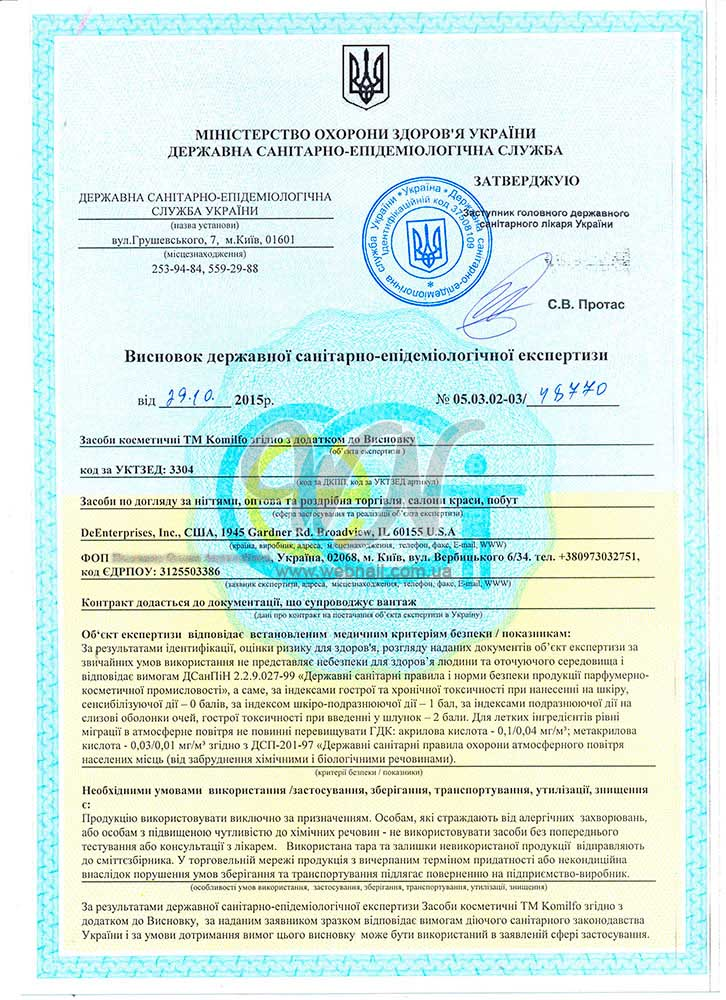 МІНІСТЕРСТВО ОХОРОНИ ЗДОРОВ'Я УКРАЇНИ
ДЕРЖАВНА САНІТАРНО-ЕПІДЕМІОЛОГІЧНА СЛУЖБА
ЗАТВЕРДЖУЮ
ДЕРЖАВНА САНІТАРНО-ЕПІДЕМІОЛОГІЧНА
СЛУЖБА УКРАЇНИ
(назва установи)
вул.Грушевського, 7, м.Київ, 01601
(місцезнаходження)
253-94-84, 559-29-88
Україна * Державна санітарно-епідеміологічна служба України *
Ідентифікаційний код 37508109
Заступник головного державного
санітарного лікаря України
С.В. Протас
Висновок державної санітарно-епідеміологічної експертизи
від 29.10. 2015р. № 05.03.02-03/ 48770
Засоби косметичні ТМ Komilfo згідно з додатком до Висновку
(об'єкта експертизи )
код за УКТЗЕД: 3304
(код за ДКПП, код за УКТЗЕД артикул)
Засоби по догляду за нігтями, оптова та роздрібна торгівля, салони краси, побут
(сфера застосування та реалізації об'єкта експертизи)
DeEnterprises, Inc., США, 1945 Gardner Rd. Broadview, IL 60155 U.S.A
(країна, виробник, адреса, місцезнаходження, телефон, факс, E-mail, WWW)
ФОП , Україна, 02068, м. Київ, вул. Вербицького 6/34. тел. +380973032751,
код ЄДРПОУ: 3125503386
www.webnail.com.ua
(заявник експертизи, адреса, місцезнаходження, телефон, факс, E-mail, WWW)
Контракт додається до документації, що супроводжує вантаж
(дані про контракт на постачання об'єкта експертизи в Україну)
Об'єкт експертизи відповідає встановленим медичним критеріям безпеки / показникам:
За результатами ідентифікації, оцінки ризику для здоров'я, розгляду наданих документів об'єкт експертизи за
звичайних умов використання не представляє небезпеки для здоров'я людини та оточуючого середовища і
відповідає вимогам ДСанПіН 2.2.9.027-99 «Державні санітарні правила і норми безпеки продукції парфумерно-
косметичної промисловості», а саме, за індексами гострої та хронічної токсичності при нанесенні на шкіру,
сенсибілізуючої дії – 0 балів, за індексом шкіро-подразнюючої дії – 1 бал, за індексами подразнюючої дії на
слизові оболонки очей, гострої токсичності при введенні у шлунок – 2 бали. Для летких інгредієнтів рівні
міграції в атмосферне повітря не повинні перевищувати ГДК: акрилова кислота - 0,1/0,04 мг/м³; метакрилова
кислота - 0,03/0,01 мг/м³ згідно з ДСП-201-97 «Державні санітарні правила охорони атмосферного повітря
населених місць (від забруднення хімічними і біологічними речовинами).
(критерії безпеки / показники)
Необхідними умовами використання /застосування, зберігання, транспортування, утилізації, знищення
є:
Продукцію використовувати виключно за призначенням. Особам, які страждають від алергічних захворювань,
або особам з підвищеною чутливістю до хімічних речовин - не використовувати засоби без попереднього
тестування або консультації з лікарем. Використана тара та залишки невикористаної продукції відправляють
до сміттєзбірника. У торговельній мережі продукція з вичерпаним терміном придатності або некондиційна
внаслідок порушення умов зберігання та транспортування підлягає поверненню на підприємство-виробник.
(особливості умов використання, застосування, зберігання, транспортування, утилізації, знищення)
За результатами державної санітарно-епідеміологічної експертизи Засоби косметичні ТМ Komilfo згідно з
додатком до Висновку, за наданим заявником зразком відповідає вимогам діючого санітарного законодавства
України і за умови дотримання вимог цього висновку може бути використаний в заявленій сфері застосування.